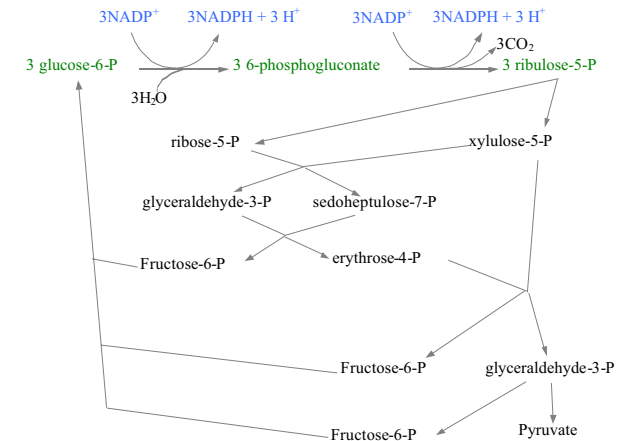 3NADP⁺ 3NADPH + 3 H⁺ 3NADP⁺ 3NADPH + 3 H⁺
3CO₂
3 glucose-6-P 3 6-phosphogluconate 3 ribulose-5-P
3H₂O
ribose-5-P xylulose-5-P
glyceraldehyde-3-P sedoheptulose-7-P
Fructose-6-P erythrose-4-P
Fructose-6-P glyceraldehyde-3-P
Fructose-6-P Pyruvate